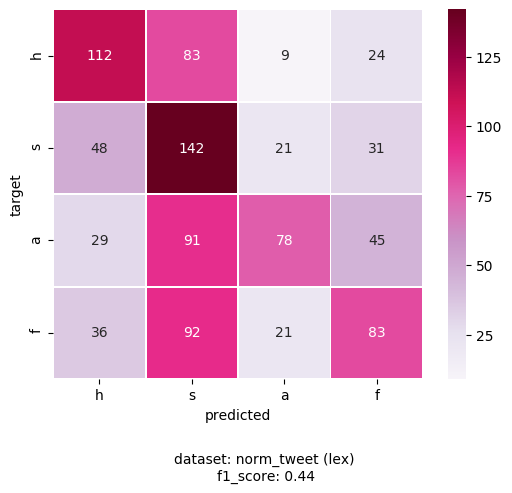 h 112 83 9 24
s 48 142 21 31
a 29 91 78 45
f 36 92 21 83
h s a f
target
predicted
125
100
75
50
25
dataset: norm_tweet (lex)
f1_score: 0.44